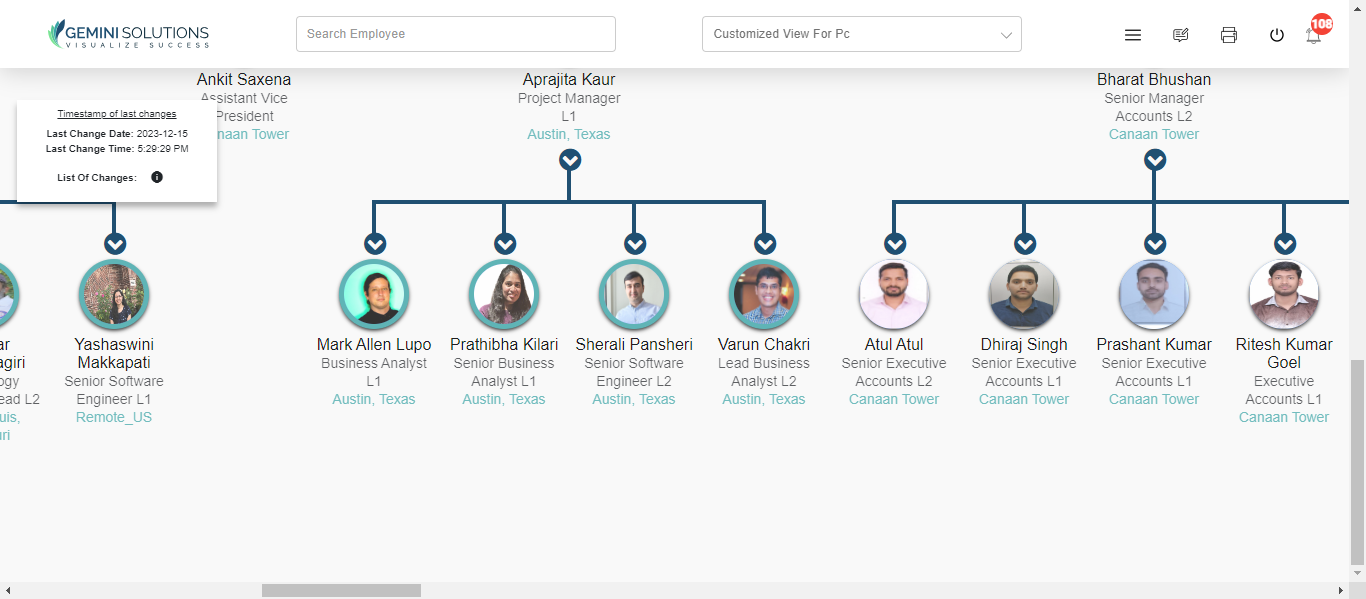 GEMINI SOLUTIONS
VISUALIZE SUCCESS
Search Employee
Customized View For Pc
108
Ankit Saxena
Assistant Vice
President
Canaan Tower
Aprajita Kaur
Project Manager
L1
Austin, Texas
Bharat Bhushan
Senior Manager
Accounts L2
Canaan Tower
Timestamp of last changes
Last Change Date: 2023-12-15
Last Change Time: 5:29:29 PM
List Of Changes:
ar
agiri
ogy
ead L2
uis,
uri
Yashaswini
Makkapati
Senior Software
Engineer L1
Remote_US
Mark Allen Lupo
Business Analyst
L1
Austin, Texas
Prathibha Kilari
Senior Business
Analyst L1
Austin, Texas
Sherali Pansheri
Senior Software
Engineer L2
Austin, Texas
Varun Chakri
Lead Business
Analyst L2
Austin, Texas
Atul Atul
Senior Executive
Accounts L2
Canaan Tower
Dhiraj Singh
Senior Executive
Accounts L1
Canaan Tower
Prashant Kumar
Senior Executive
Accounts L1
Canaan Tower
Ritesh Kumar
Goel
Executive
Accounts L1
Canaan Tower